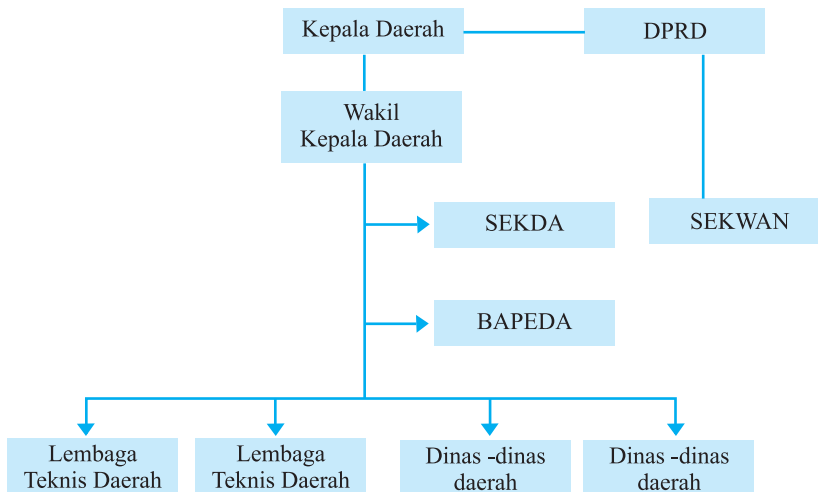 Kepala Daerah
DPRD
Wakil
Kepala Daerah
SEKDA
SEKWAN
BAPEDA
Lembaga
Teknis Daerah
Lembaga
Teknis Daerah
Dinas -dinas
daerah
Dinas -dinas
daerah